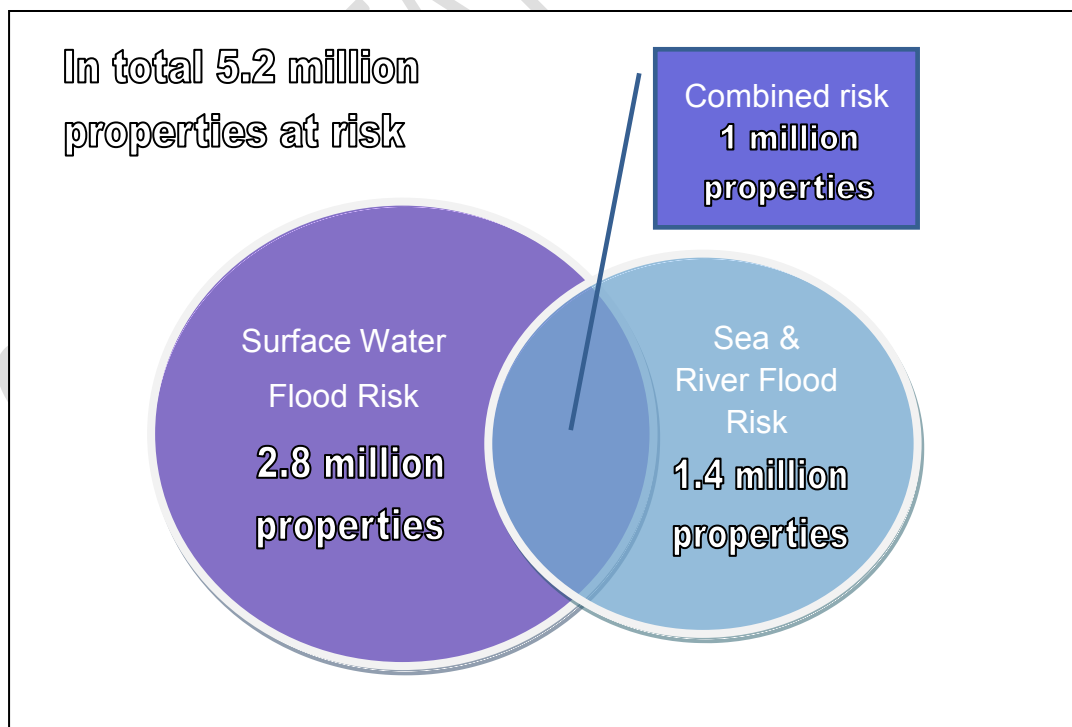 In total 5.2 million
properties at risk
Combined risk
1 million
properties
Surface Water
Flood Risk
2.8 million
properties
Sea &
River Flood
Risk
1.4 million
properties